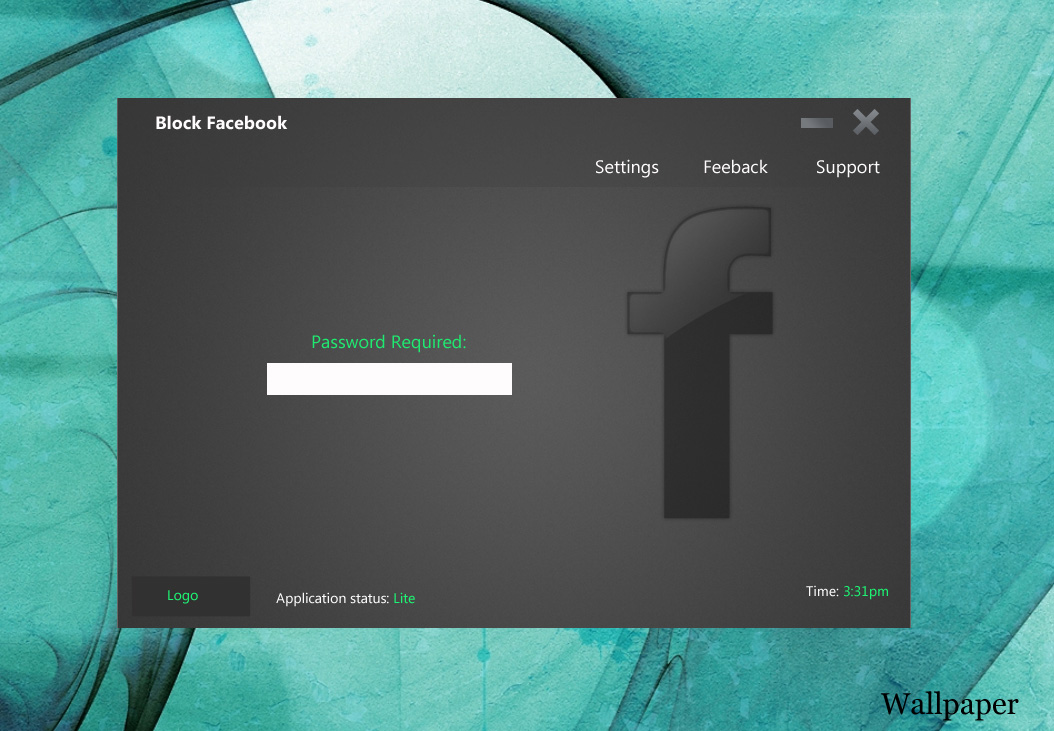 Block Facebook
Settings Feeback Support
Password Required:
Logo
Application status: Lite
Time: 3:31pm
Wallpaper